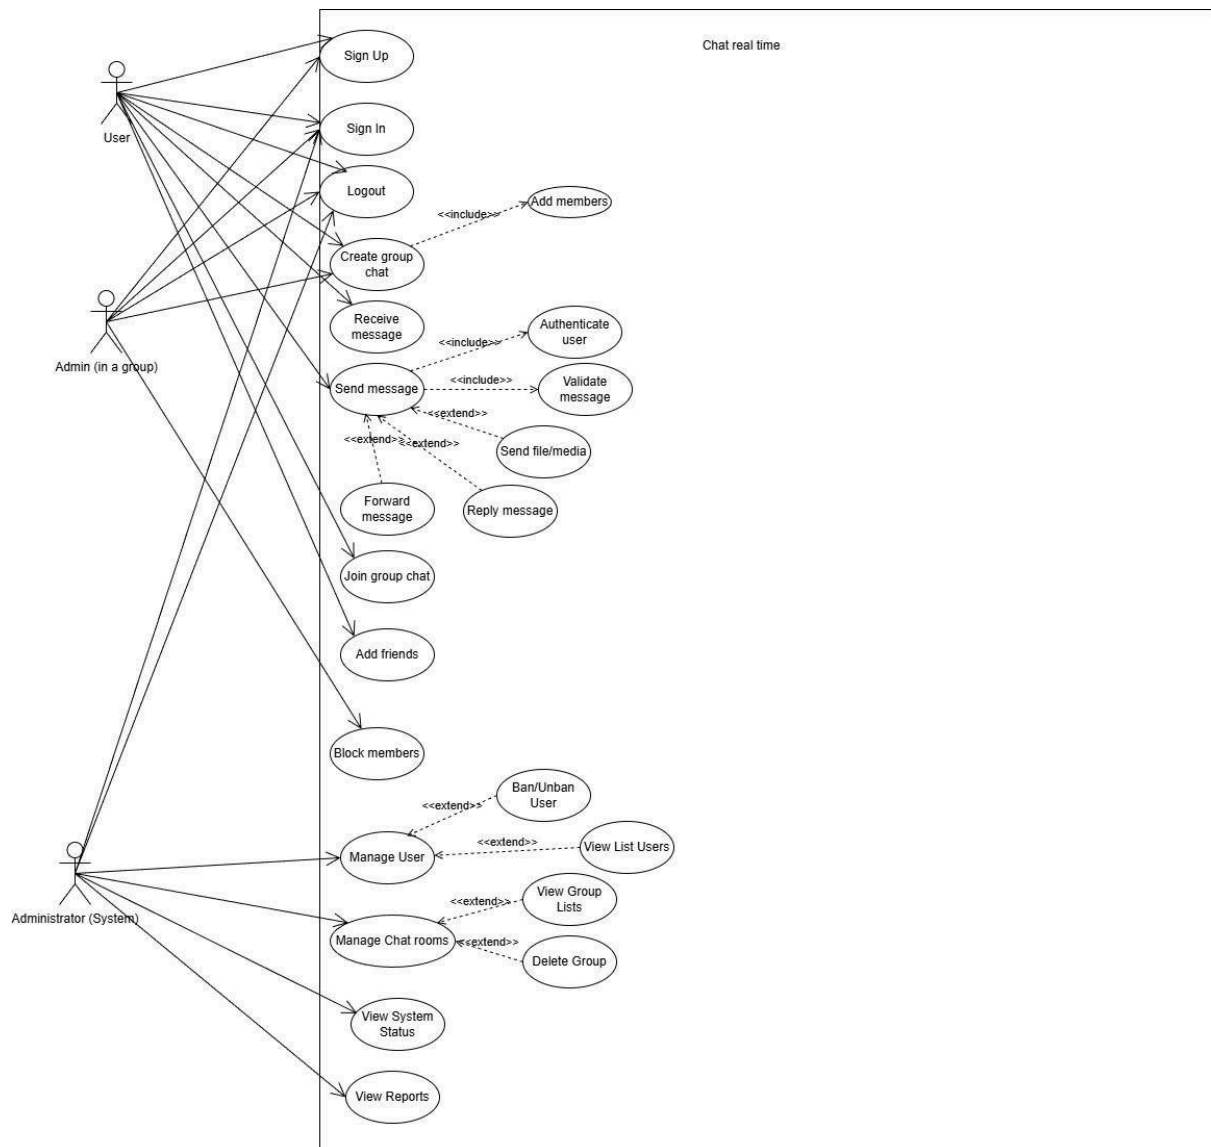 Chat real time
Sign Up
User
Sign In
Logout
<<include>>
Add members
Create group
chat
Receive
message
Authenticate
user
<<include>>
Admin (in a group)
Send message
<<include>>
Validate
message
<<extend>>
<<extend>>
<<extend>>
Send file/media
Forward
message
Reply message
Join group chat
Add friends
Block members
Ban/Unban
User
<<extend>>
Manage User
<<extend>>
View List Users
View Group
Lists
<<extend>>
Administrator (System)
Manage Chat rooms
<<extend>>
Delete Group
View System
Status
View Reports